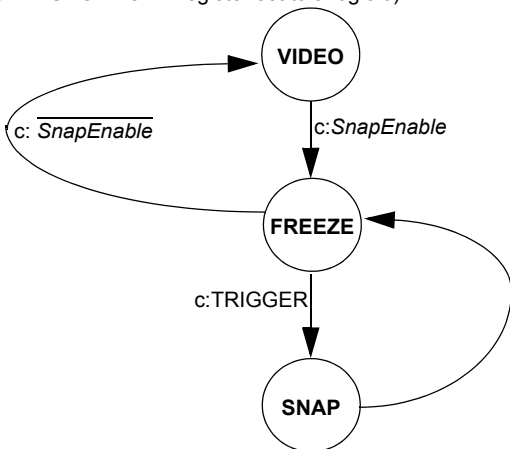 VIDEO
c: SnapEnable
c:SnapEnable
FREEZE
c:TRIGGER
SNAP